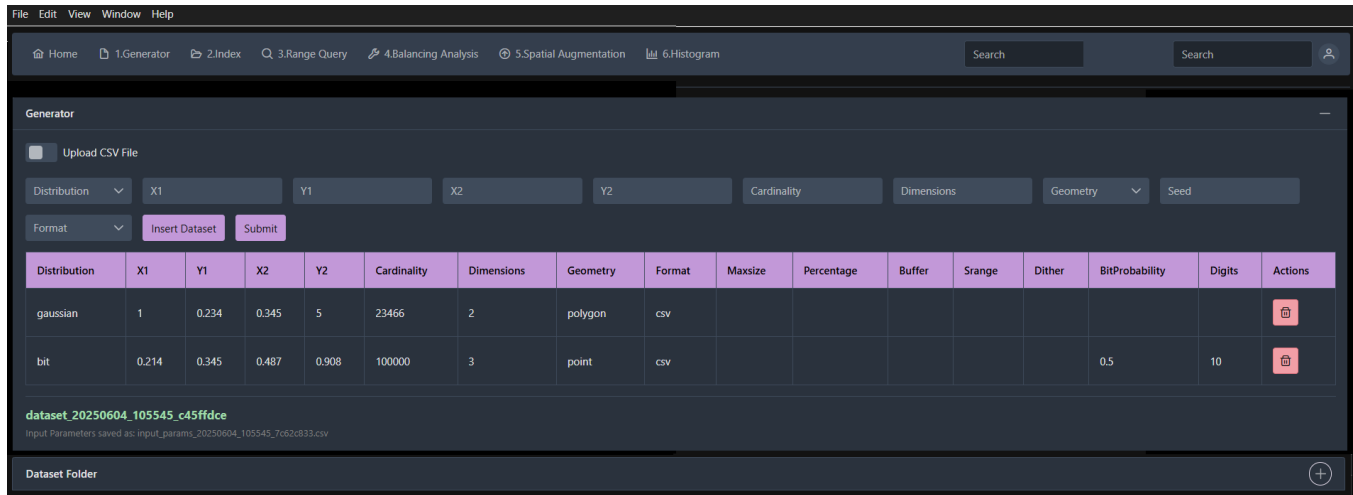 File Edit View Window Help
Home 1.Generator 2.Index 3.Range Query 4.Balancing Analysis 5.Spatial Augmentation 6.Histogram Search Search
Generator
Upload CSV File
Distribution X1 Y1 X2 Y2 Cardinality Dimensions Geometry Seed
Format Insert Dataset Submit
Distribution X1 Y1 X2 Y2 Cardinality Dimensions Geometry Format Maxsize Percentage Buffer Srange Dither BitProbability Digits Actions
gaussian 1 0.234 0.345 5 23466 2 polygon csv
bit 0.214 0.345 0.487 0.908 100000 3 point csv 0.5 10
dataset_20250604_105545_c45ffdce
Input Parameters saved as: input_params_20250604_105545_7c62c833.csv
Dataset Folder